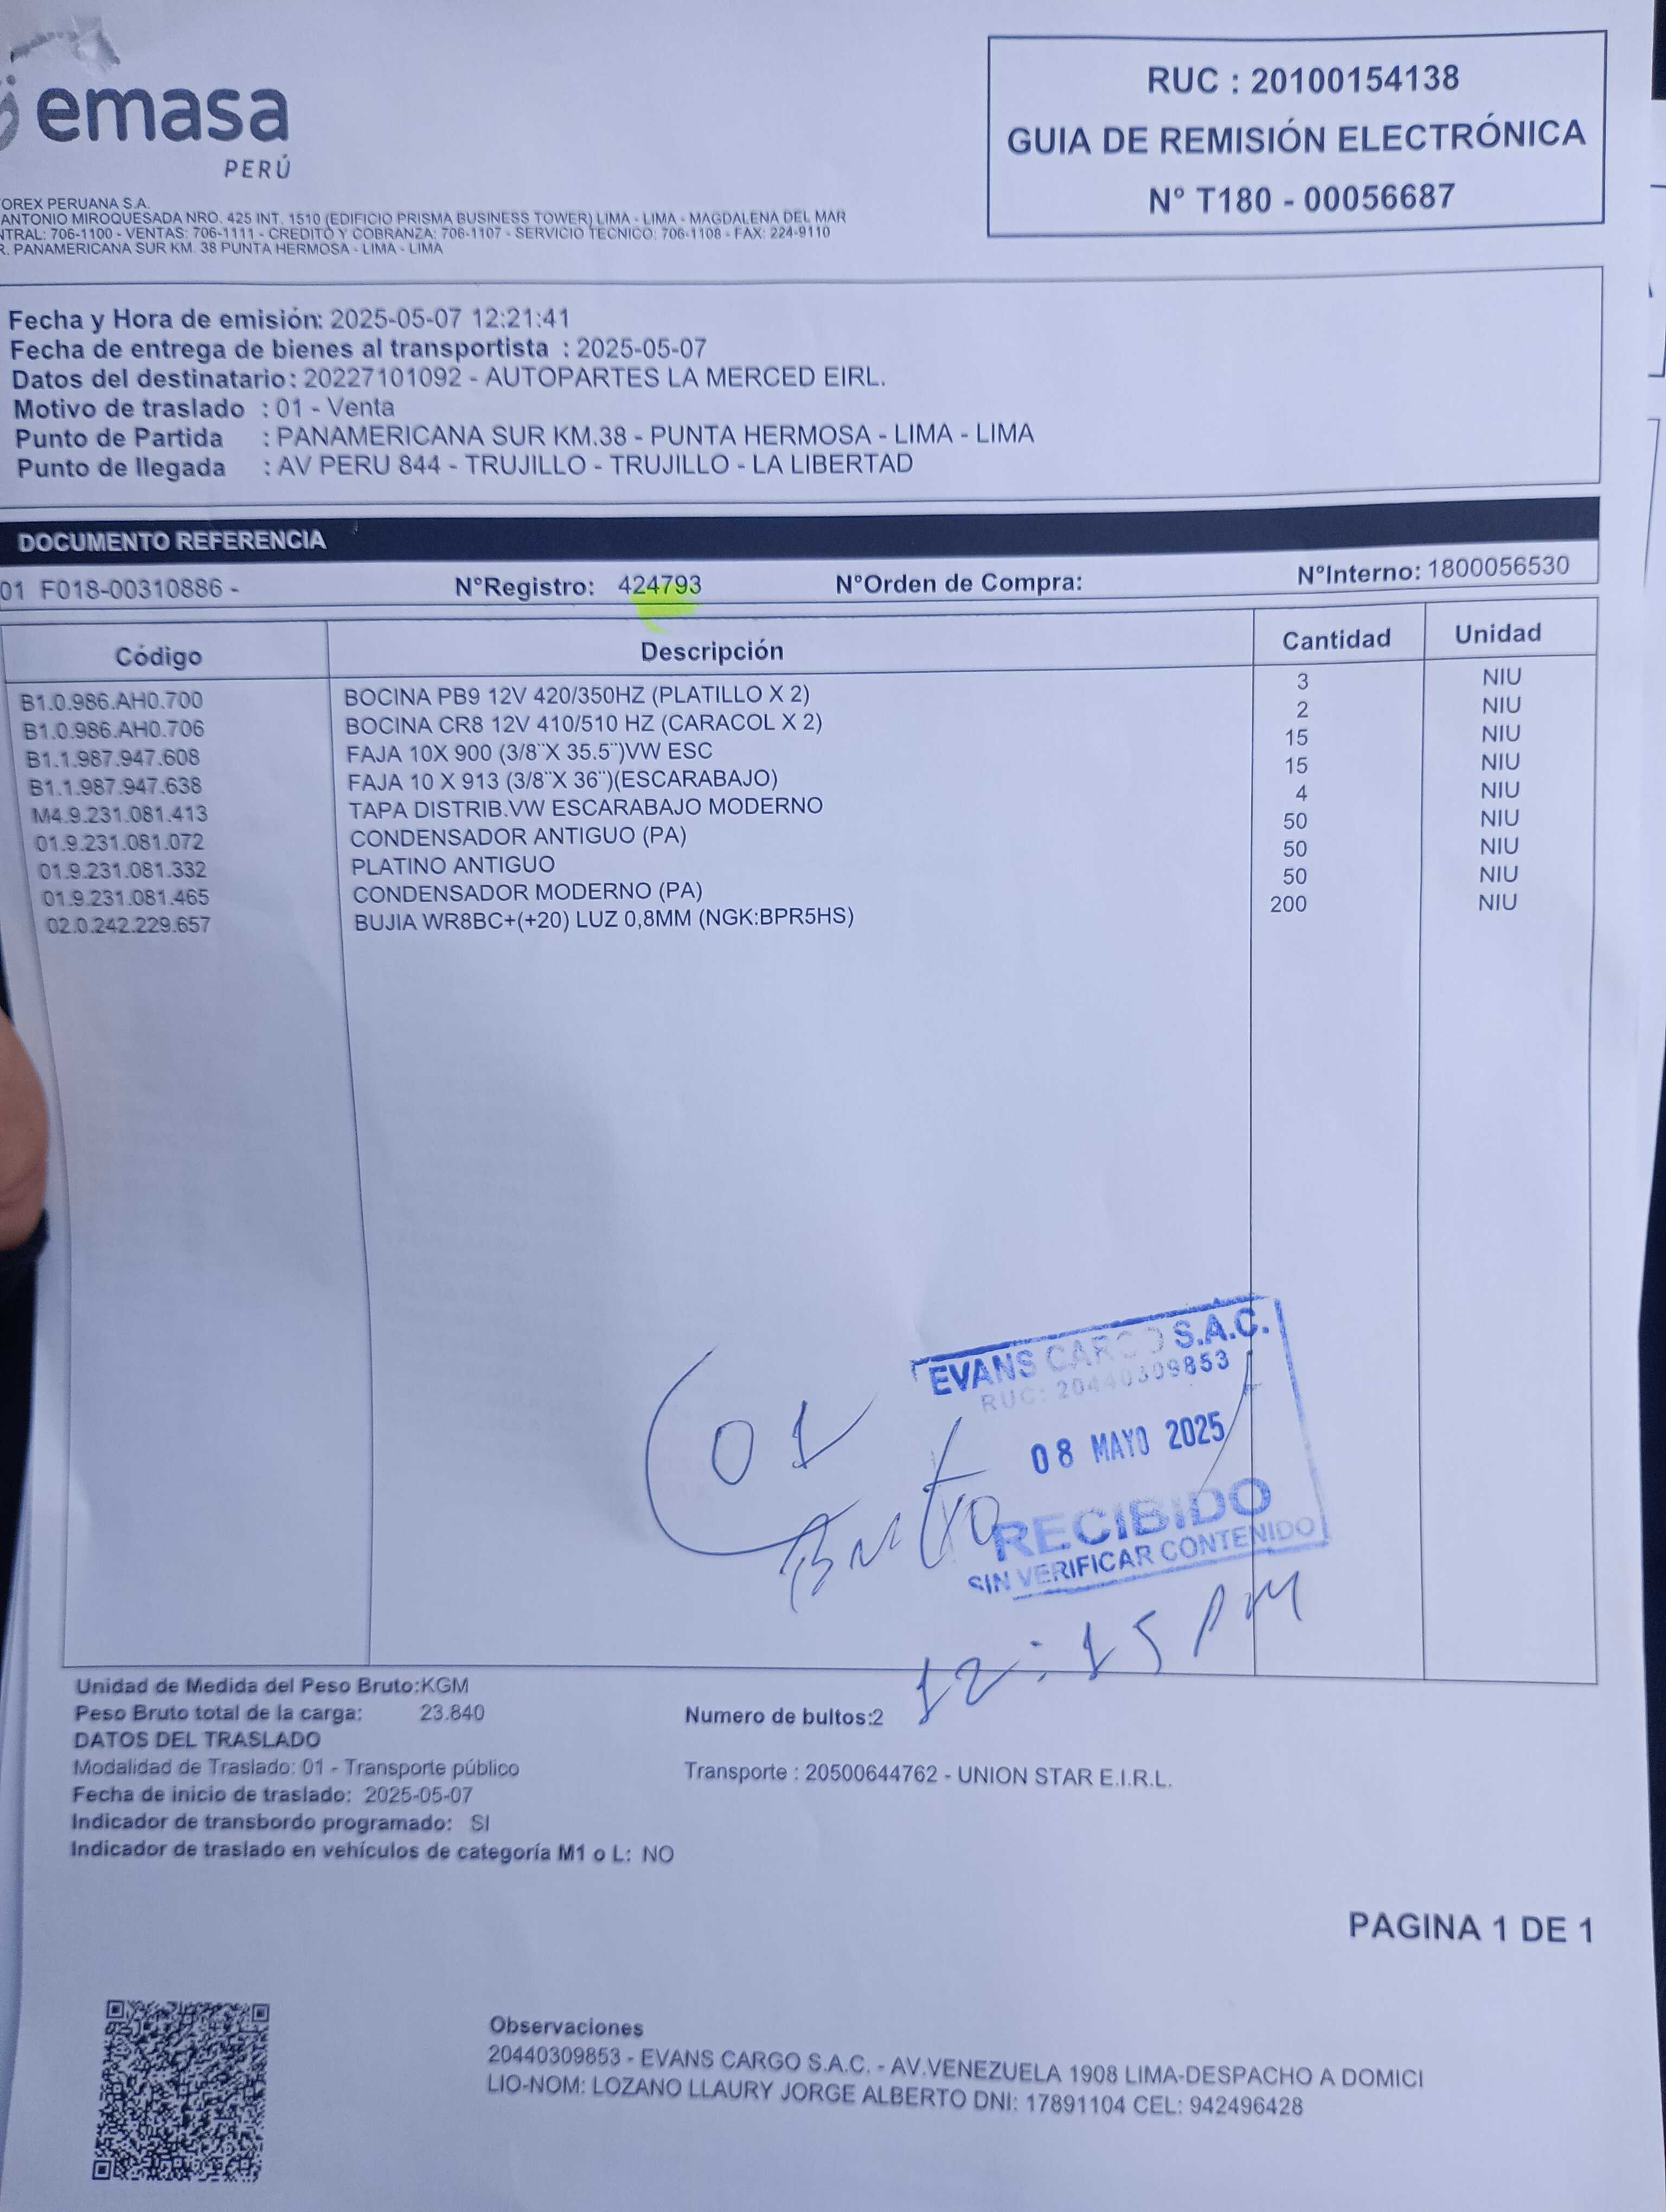 emasa
PERÚ
RUC : 20100154138
GUIA DE REMISIÓN ELECTRÓNICA
N° T180 - 00056687
OREX PERUANA S.A.
ANTONIO MIROQUESADA NRO. 425 INT. 1510 (EDIFICIO PRISMA BUSINESS TOWER) LIMA - LIMA - MAGDALENA DEL MAR
NTRAL: 706-1100 - VENTAS: 706-1111 - CREDITO Y COBRANZA: 706-1107 - SERVICIO TECNICO: 706-1108 - FAX: 224-9110
R. PANAMERICANA SUR KM. 38 PUNTA HERMOSA - LIMA - LIMA
Fecha y Hora de emisión: 2025-05-07 12:21:41
Fecha de entrega de bienes al transportista : 2025-05-07
Datos del destinatario: 20227101092 - AUTOPARTES LA MERCED EIRL.
Motivo de traslado : 01 - Venta
Punto de Partida : PANAMERICANA SUR KM.38 - PUNTA HERMOSA - LIMA - LIMA
Punto de llegada : AV PERU 844 - TRUJILLO - TRUJILLO - LA LIBERTAD
DOCUMENTO REFERENCIA
01 F018-00310886 - N°Registro: 424793 N°Orden de Compra: N°Interno: 1800056530
Código Descripción Cantidad Unidad
B1.0.986.AH0.700 BOCINA PB9 12V 420/350HZ (PLATILLO X 2) 3 NIU
B1.0.986.AH0.706 BOCINA CR8 12V 410/510 HZ (CARACOL X 2) 2 NIU
B1.1.987.947.608 FAJA 10X 900 (3/8¨X 35.5¨)VW ESC 15 NIU
B1.1.987.947.638 FAJA 10 X 913 (3/8¨X 36¨)(ESCARABAJO) 15 NIU
M4.9.231.081.413 TAPA DISTRIB.VW ESCARABAJO MODERNO 4 NIU
01.9.231.081.072 CONDENSADOR ANTIGUO (PA) 50 NIU
01.9.231.081.332 PLATINO ANTIGUO 50 NIU
01.9.231.081.465 CONDENSADOR MODERNO (PA) 50 NIU
02.0.242.229.657 BUJIA WR8BC+(+20) LUZ 0,8MM (NGK:BPR5HS) 200 NIU
EVANS CARGO S.A.C.
RUC: 20440309853
08 MAYO 2025
RECIBIDO
SIN VERIFICAR CONTENIDO
01
Bulto
12:15 PM
Unidad de Medida del Peso Bruto:KGM
Peso Bruto total de la carga: 23.840 Numero de bultos:2
DATOS DEL TRASLADO
Modalidad de Traslado: 01 - Transporte público Transporte : 20500644762 - UNION STAR E.I.R.L.
Fecha de inicio de traslado: 2025-05-07
Indicador de transbordo programado: SI
Indicador de traslado en vehículos de categoría M1 o L: NO
PAGINA 1 DE 1
Observaciones
20440309853 - EVANS CARGO S.A.C. - AV.VENEZUELA 1908 LIMA-DESPACHO A DOMICI
LIO-NOM: LOZANO LLAURY JORGE ALBERTO DNI: 17891104 CEL: 942496428